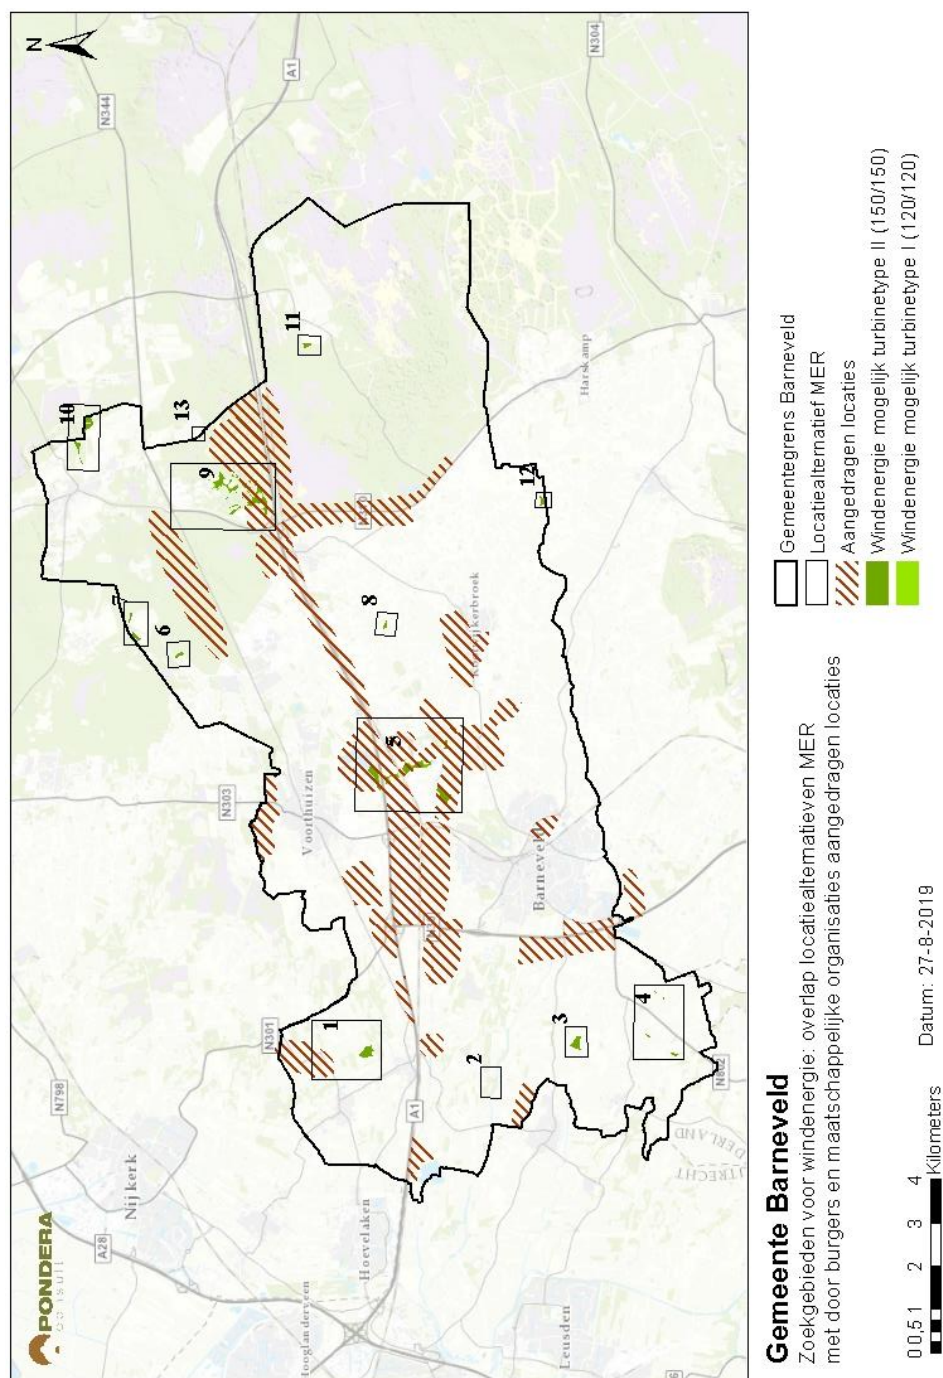 PONDERA
N
N798
N301
N303
N344
A1
N304
A28
Nijkerk
Hoevelaken
Hooglanderveen
Leusden
A1
Voorthuizen
Barneveld
Harskamp
N802
1
2
3
4
5
6
7
8
9
10
11
12
13
Gemeente Barneveld
Zoekgebieden voor windenergie: overlap locatiealternatieven MER
met door burgers en maatschappelijke organisaties aangedragen locaties
Gemeentegrens Barneveld
Locatiealternatief MER
Aangedragen locaties
Windenergie mogelijk turbinetype II (150/150)
Windenergie mogelijk turbinetype I (120/120)
0 0,5 1 2 3 4
Kilometers
Datum: 27-8-2019